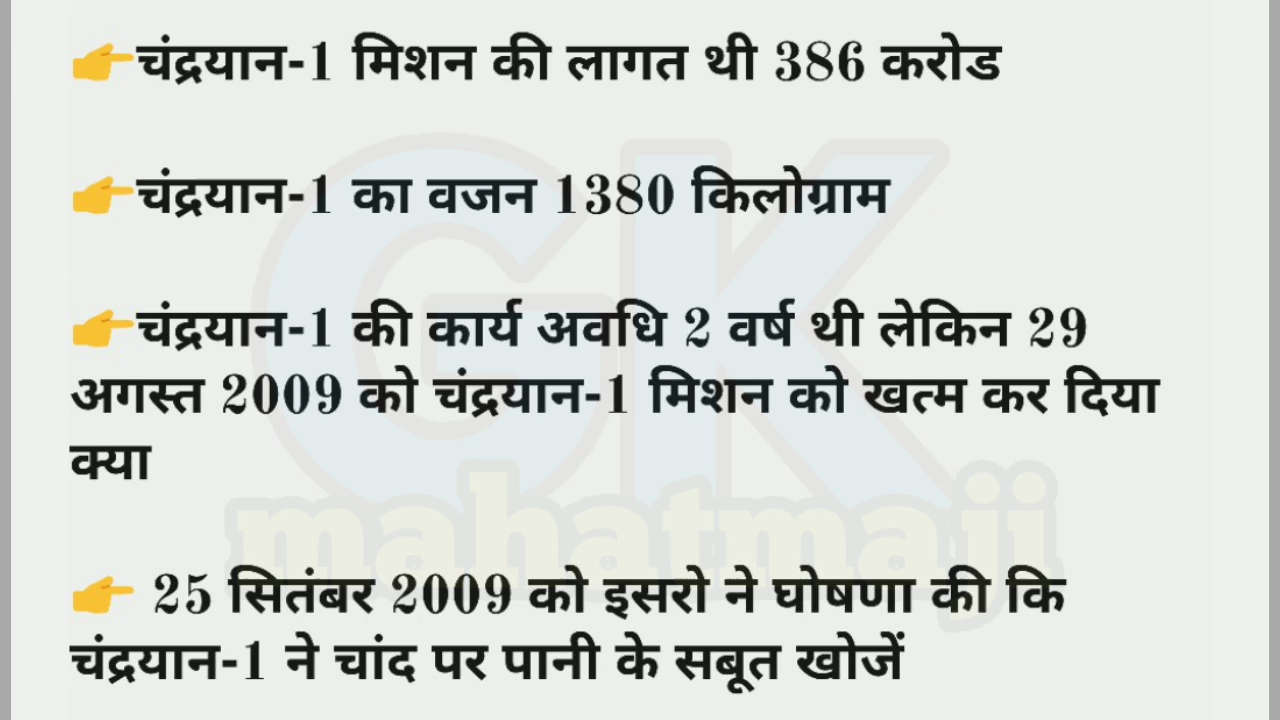 👉चंद्रयान-1 मिशन की लागत थी 386 करोड
👉चंद्रयान-1 का वजन 1380 किलोग्राम
👉चंद्रयान-1 की कार्य अवधि 2 वर्ष थी लेकिन 29
अगस्त 2009 को चंद्रयान-1 मिशन को खत्म कर दिया
क्या
👉 25 सितंबर 2009 को इसरो ने घोषणा की कि
चंद्रयान-1 ने चांद पर पानी के सबूत खोजें
GK
mahatmaji